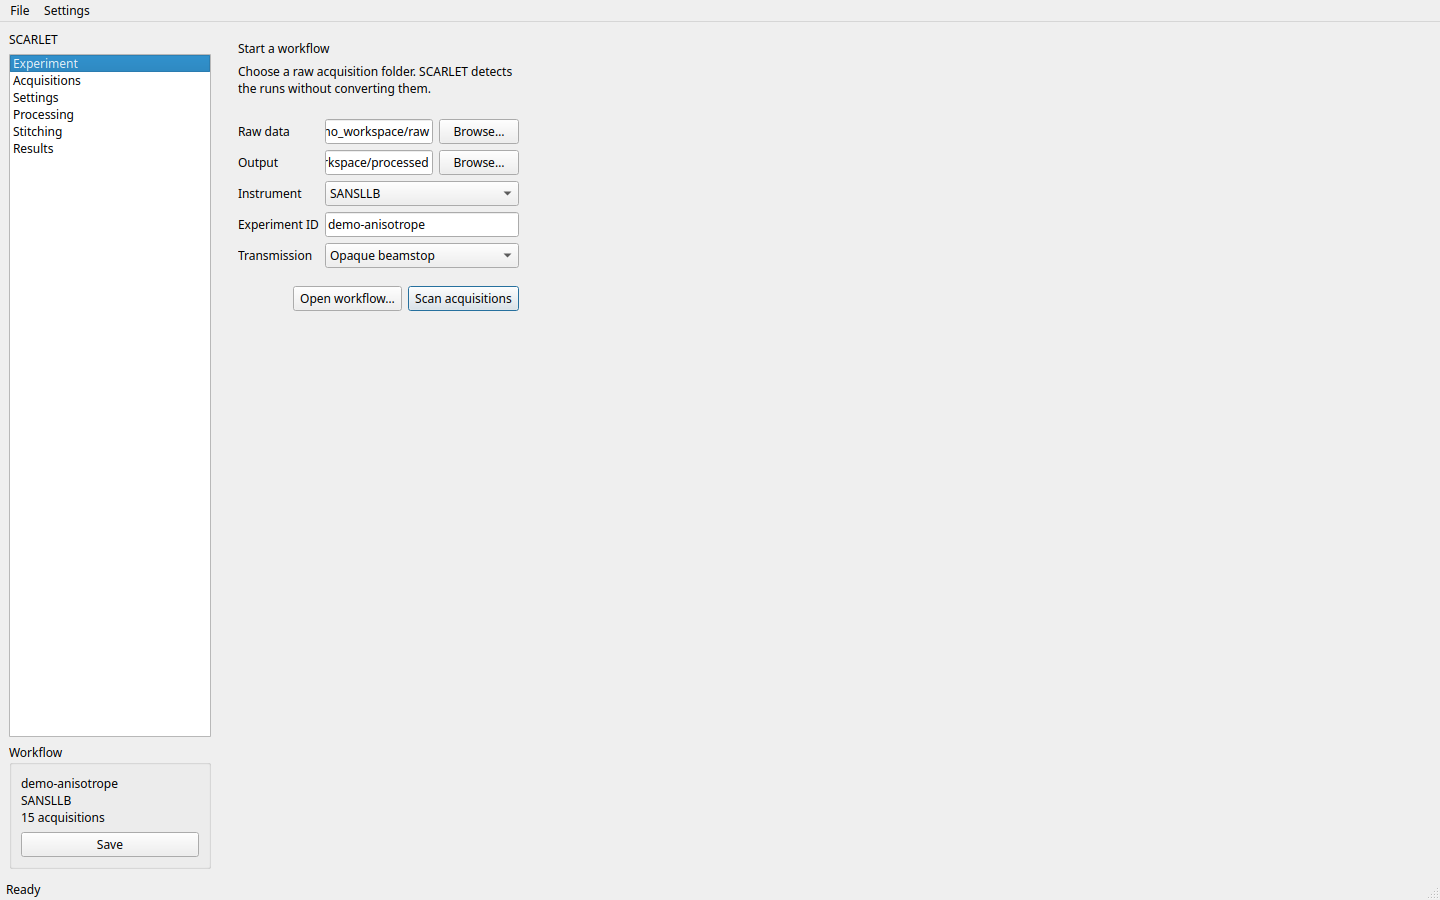 File Settings
SCARLET
Experiment
Acquisitions
Settings
Processing
Stitching
Results
Start a workflow
Choose a raw acquisition folder. SCARLET detects
the runs without converting them.
Raw data no_workspace/raw Browse...
Output kspace/processed Browse...
Instrument SANSLLB
Experiment ID demo-anisotrope
Transmission Opaque beamstop
Open workflow... Scan acquisitions
Workflow
demo-anisotrope
SANSLLB
15 acquisitions
Save
Ready